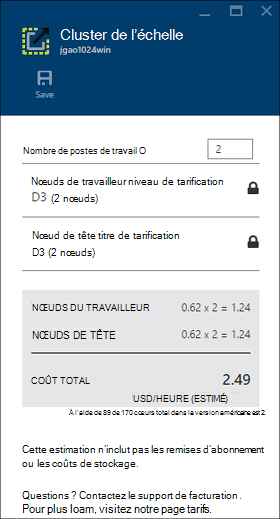 Cluster de l'échelle
jgao1024win
Save
Nombre de postes de travail O
2
Nœuds de travailleur niveau de tarification
D3 (2 nœuds)
Nœud de tête titre de tarification
D3 (2 nœuds)
NŒUDS DU TRAVAILLEUR 0.62 x 2 = 1.24
NŒUDS DE TÊTE 0.62 x 2 = 1.24
COÛT TOTAL 2.49
USD/HEURE (ESTIMÉ)
À l'aide de 89 de 170 cœurs total dans le version américaine est 2.
Cette estimation n'inclut pas les remises d'abonnement
ou les coûts de stockage.
Questions ? Contactez le support de facturation .
Pour plus loam, visitez notre page tarifs.